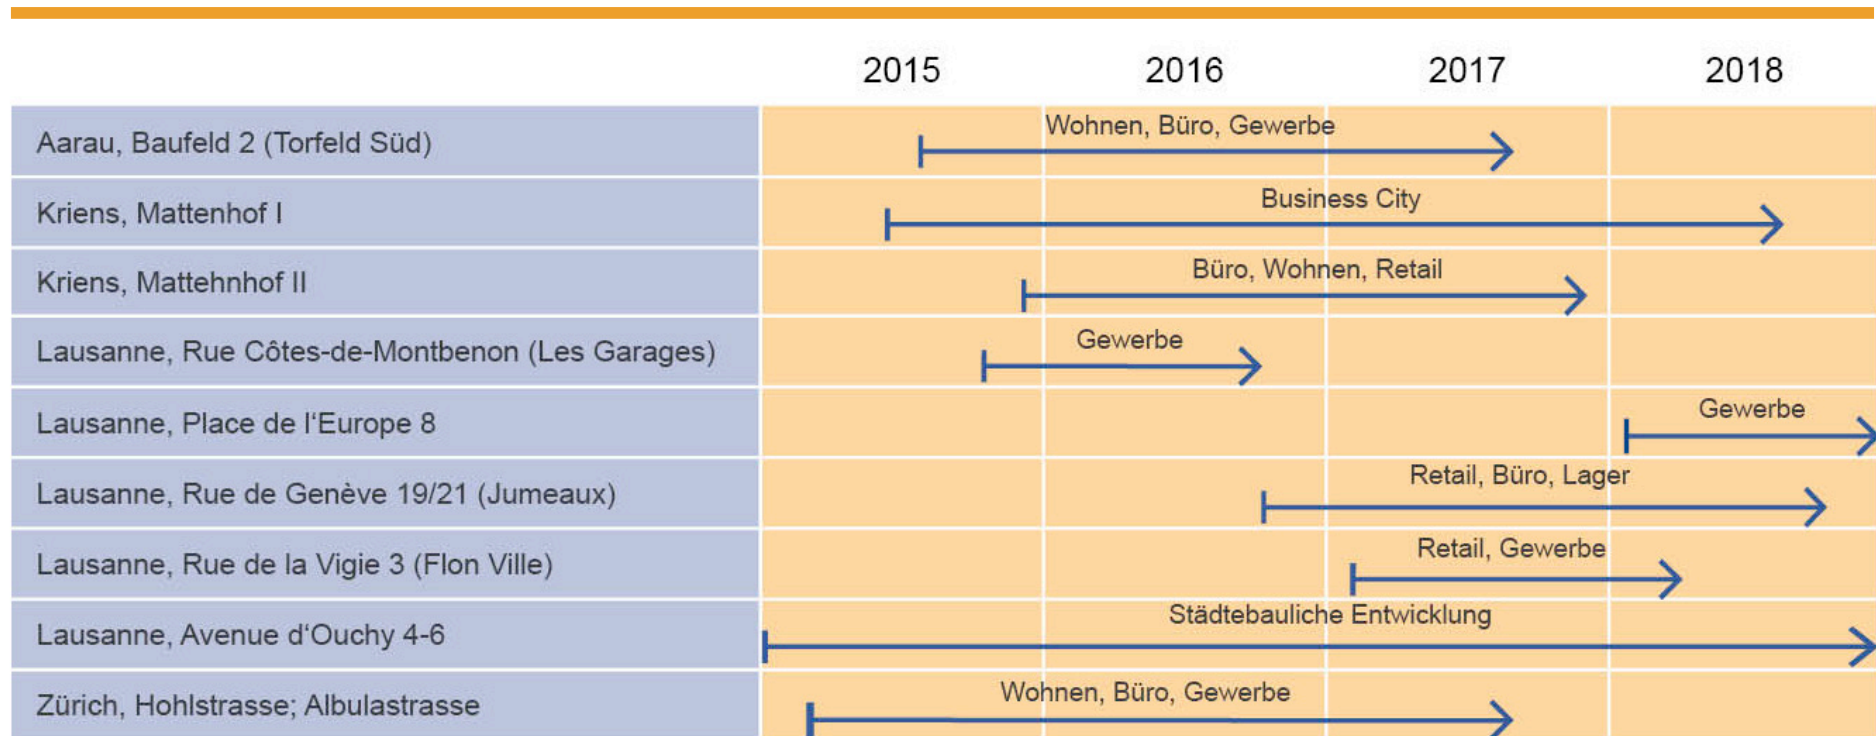 2015 2016 2017 2018
Aarau, Baufeld 2 (Torfeld Süd) Wohnen, Büro, Gewerbe
Kriens, Mattenhof I Business City
Kriens, Mattehnhof II Büro, Wohnen, Retail
Lausanne, Rue Côtes-de-Montbenon (Les Garages) Gewerbe
Lausanne, Place de l‘Europe 8 Gewerbe
Lausanne, Rue de Genève 19/21 (Jumeaux) Retail, Büro, Lager
Lausanne, Rue de la Vigie 3 (Flon Ville) Retail, Gewerbe
Lausanne, Avenue d‘Ouchy 4-6 Städtebauliche Entwicklung
Zürich, Hohlstrasse; Albulastrasse Wohnen, Büro, Gewerbe